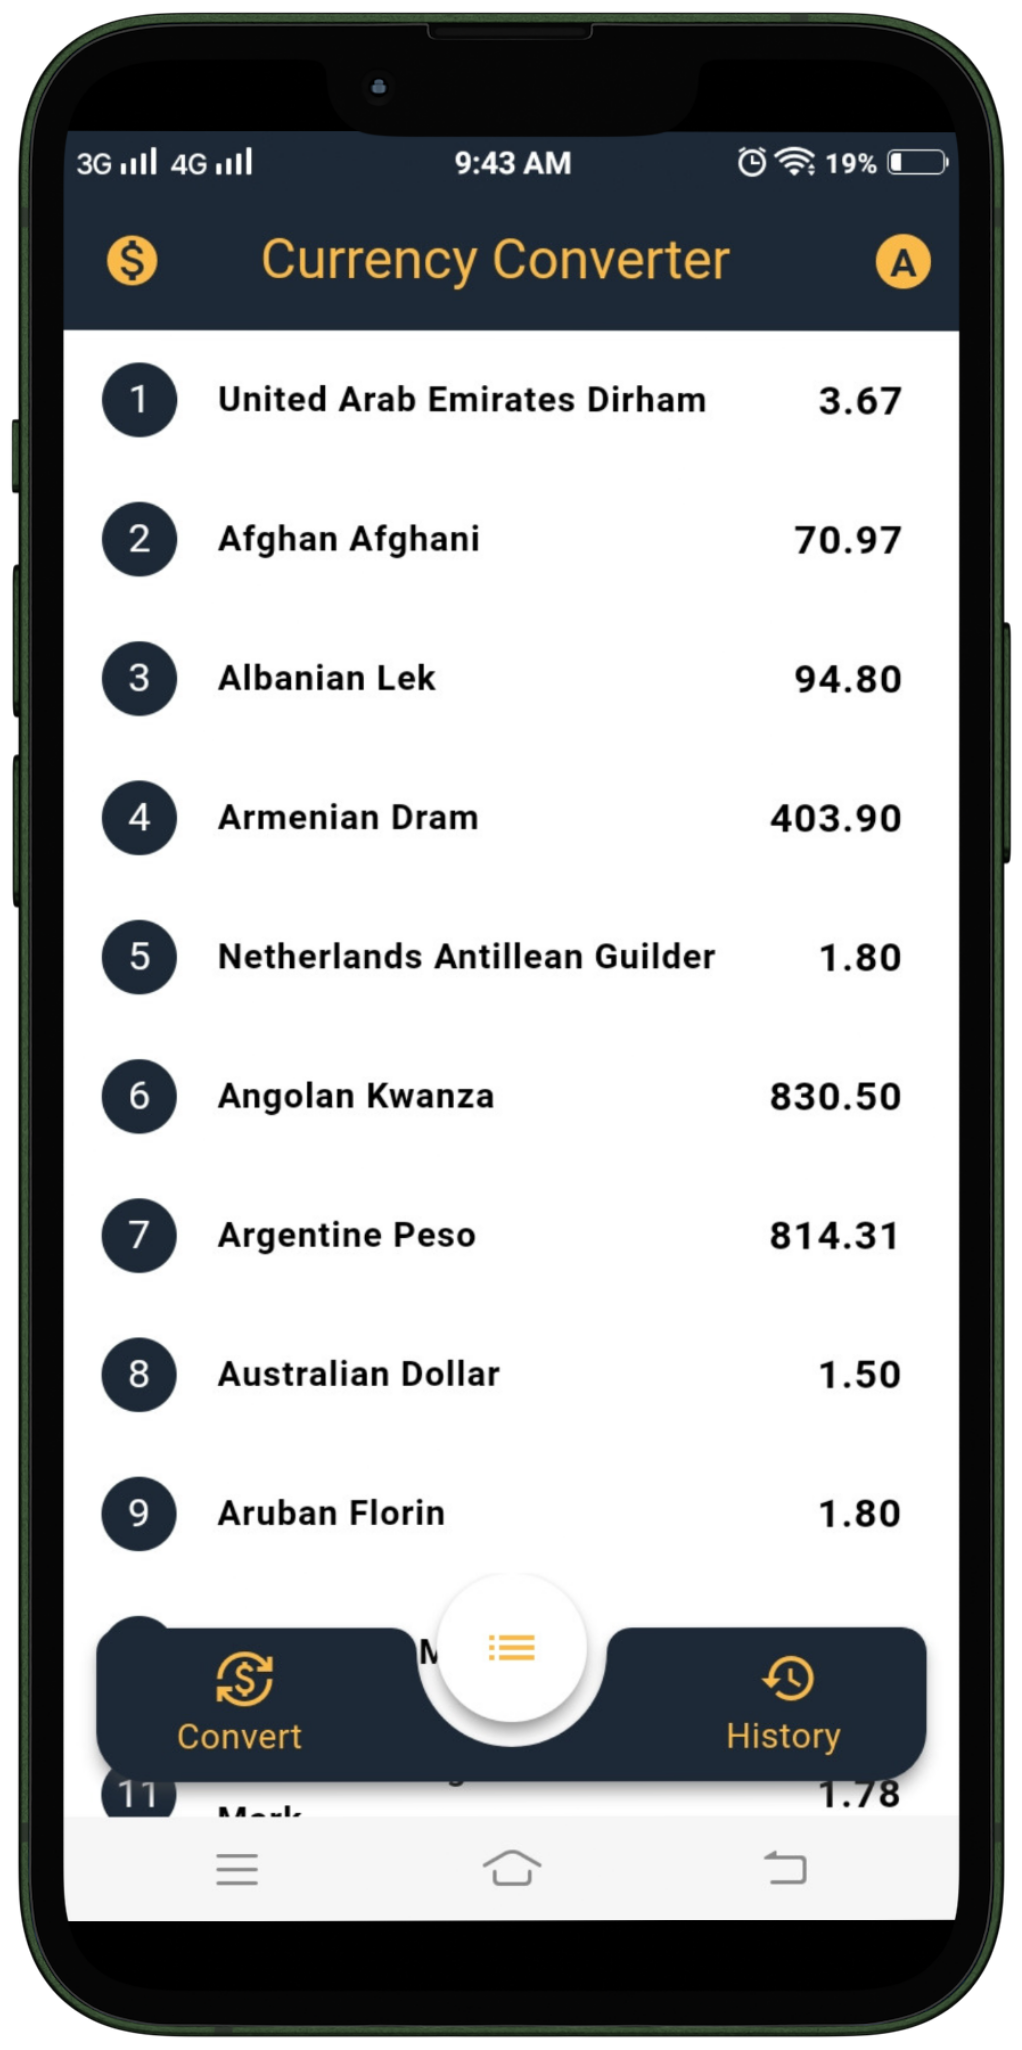 3G 4G 9:43 AM 19%
$ Currency Converter A
1 United Arab Emirates Dirham 3.67
2 Afghan Afghani 70.97
3 Albanian Lek 94.80
4 Armenian Dram 403.90
5 Netherlands Antillean Guilder 1.80
6 Angolan Kwanza 830.50
7 Argentine Peso 814.31
8 Australian Dollar 1.50
9 Aruban Florin 1.80
Convert History
11 1.78
Mark